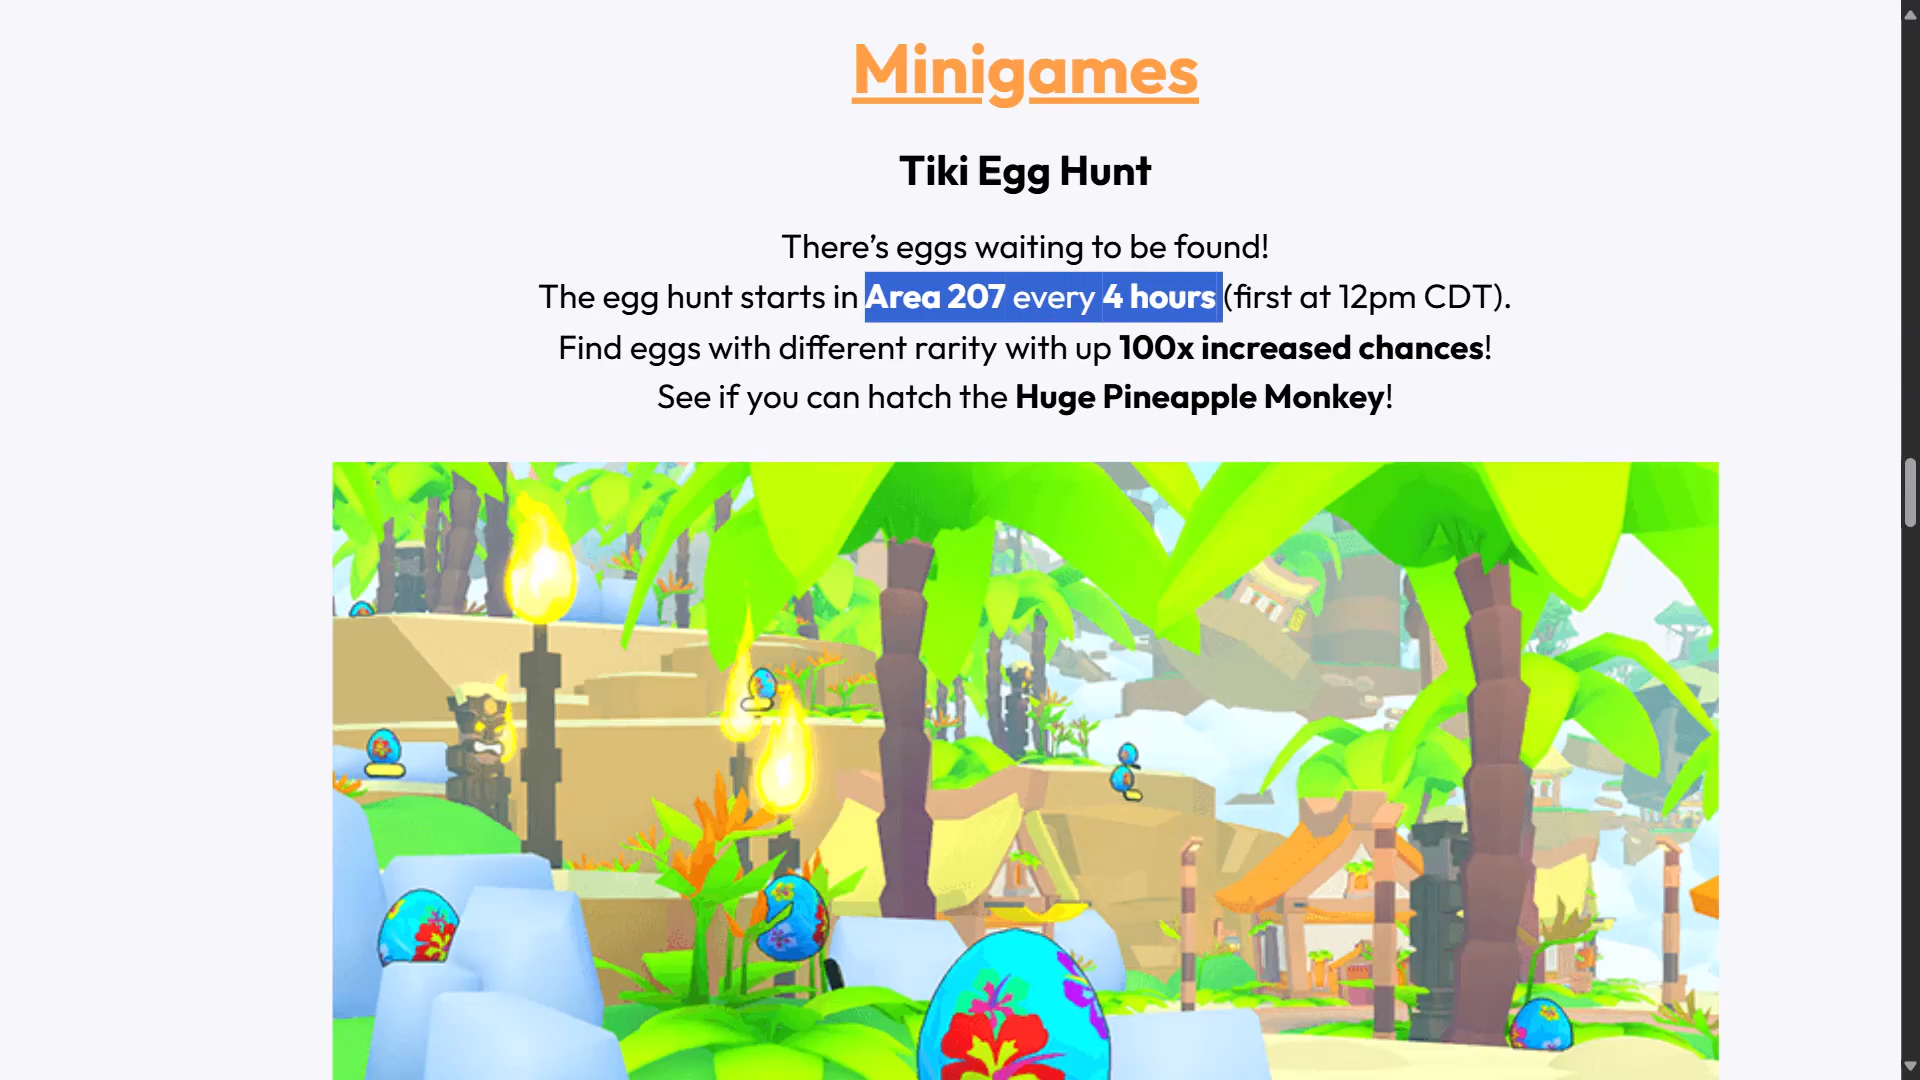 Minigames
Tiki Egg Hunt
There’s eggs waiting to be found!
The egg hunt starts in Area 207 every 4 hours (first at 12pm CDT).
Find eggs with different rarity with up 100x increased chances!
See if you can hatch the Huge Pineapple Monkey!